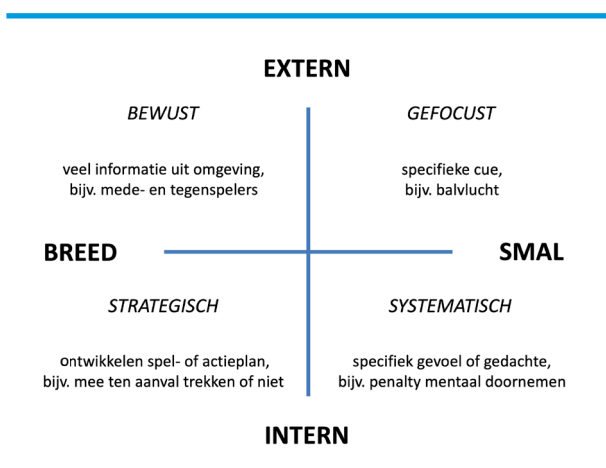 EXTERN
BEWUST
GEFOCUST
veel informatie uit omgeving,
bijv. mede- en tegenspelers
specifieke cue,
bijv. balvlucht
BREED
SMAL
STRATEGISCH
SYSTEMATISCH
ontwikkelen spel- of actieplan,
bijv. mee ten aanval trekken of niet
specifiek gevoel of gedachte,
bijv. penalty mentaal doornemen
INTERN